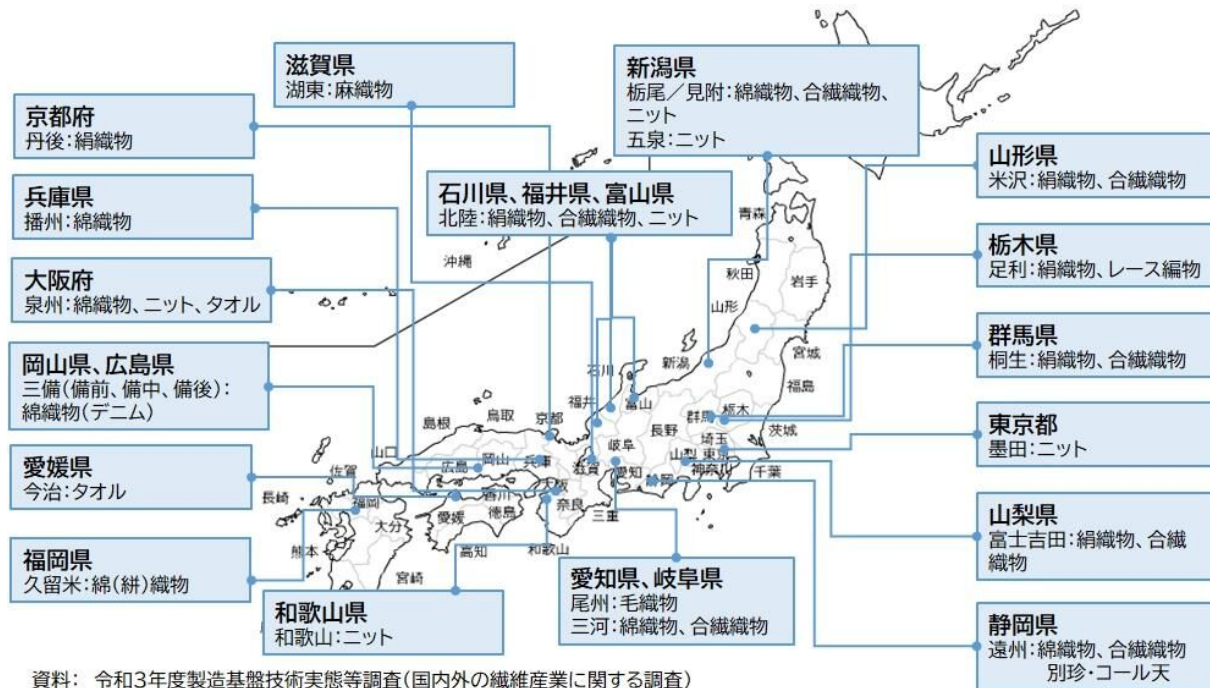 滋賀県
湖東：麻織物
新潟県
栃尾／見附：綿織物、合繊織物、
ニット
五泉：ニット
京都府
丹後：絹織物
山形県
米沢：絹織物、合繊織物
兵庫県
播州：綿織物
石川県、福井県、富山県
北陸：絹織物、合繊織物、ニット
栃木県
足利：絹織物、レース編物
大阪府
泉州：綿織物、ニット、タオル
群馬県
桐生：絹織物、合繊織物
岡山県、広島県
三備（備前、備中、備後）：
綿織物（デニム）
東京都
墨田：ニット
愛媛県
今治：タオル
山梨県
富士吉田：絹織物、合繊
織物
福岡県
久留米：綿（絣）織物
和歌山県
和歌山：ニット
愛知県、岐阜県
尾州：毛織物
三河：綿織物、合繊織物
静岡県
遠州：綿織物、合繊織物
別珍・コール天
青森
沖縄
秋田
岩手
山形
宮城
新潟
石川
福島
福井
富山
群馬
栃木
島根
鳥取
京都
長野
茨城
岐阜
埼玉
山口
岡山
兵庫
広島
滋賀
愛知
山梨
東京
佐賀
静岡
神奈川
千葉
長崎
福岡
香川
大阪
奈良
大分
愛媛
徳島
三重
熊本
高知
和歌山
宮崎
資料： 令和3年度製造基盤技術実態等調査（国内外の繊維産業に関する調査）